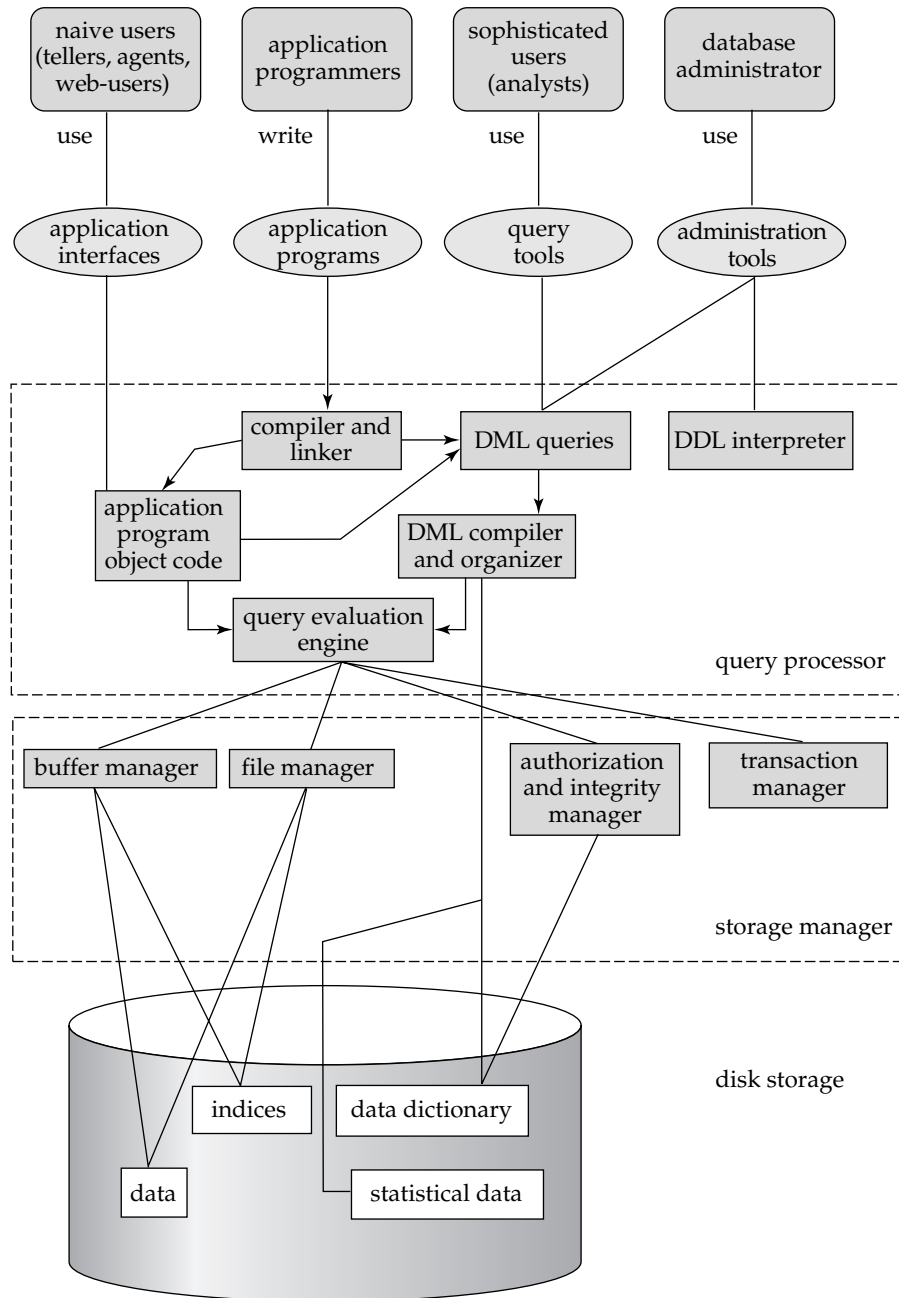 naive users
(tellers, agents,
web-users)
application
programmers
sophisticated
users
(analysts)
database
administrator
use
write
use
use
application
interfaces
application
programs
query
tools
administration
tools
compiler and
linker
DML queries
DDL interpreter
application
program
object code
DML compiler
and organizer
query evaluation
engine
query processor
buffer manager
file manager
authorization
and integrity
manager
transaction
manager
storage manager
disk storage
indices
data dictionary
data
statistical data